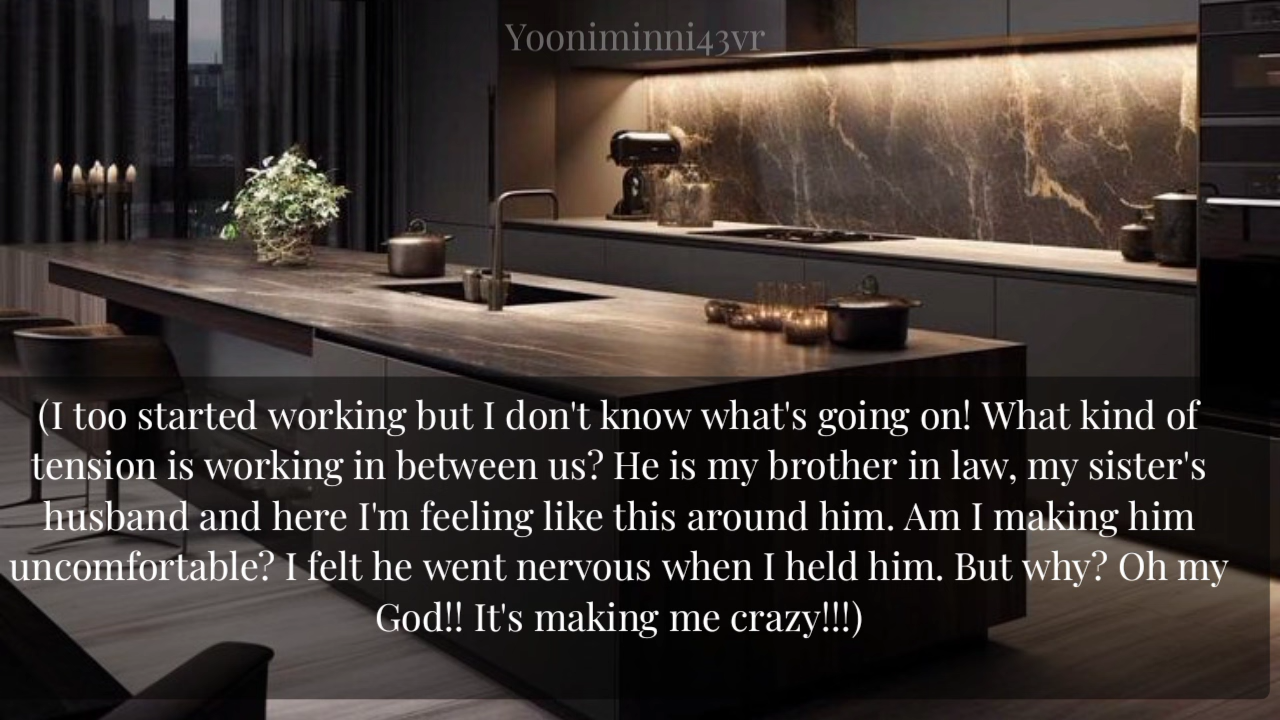 Yooniminni43vr
(I too started working but I don't know what's going on! What kind of
tension is working in between us? He is my brother in law, my sister's
husband and here I'm feeling like this around him. Am I making him
uncomfortable? I felt he went nervous when I held him. But why? Oh my
God!! It's making me crazy!!!)